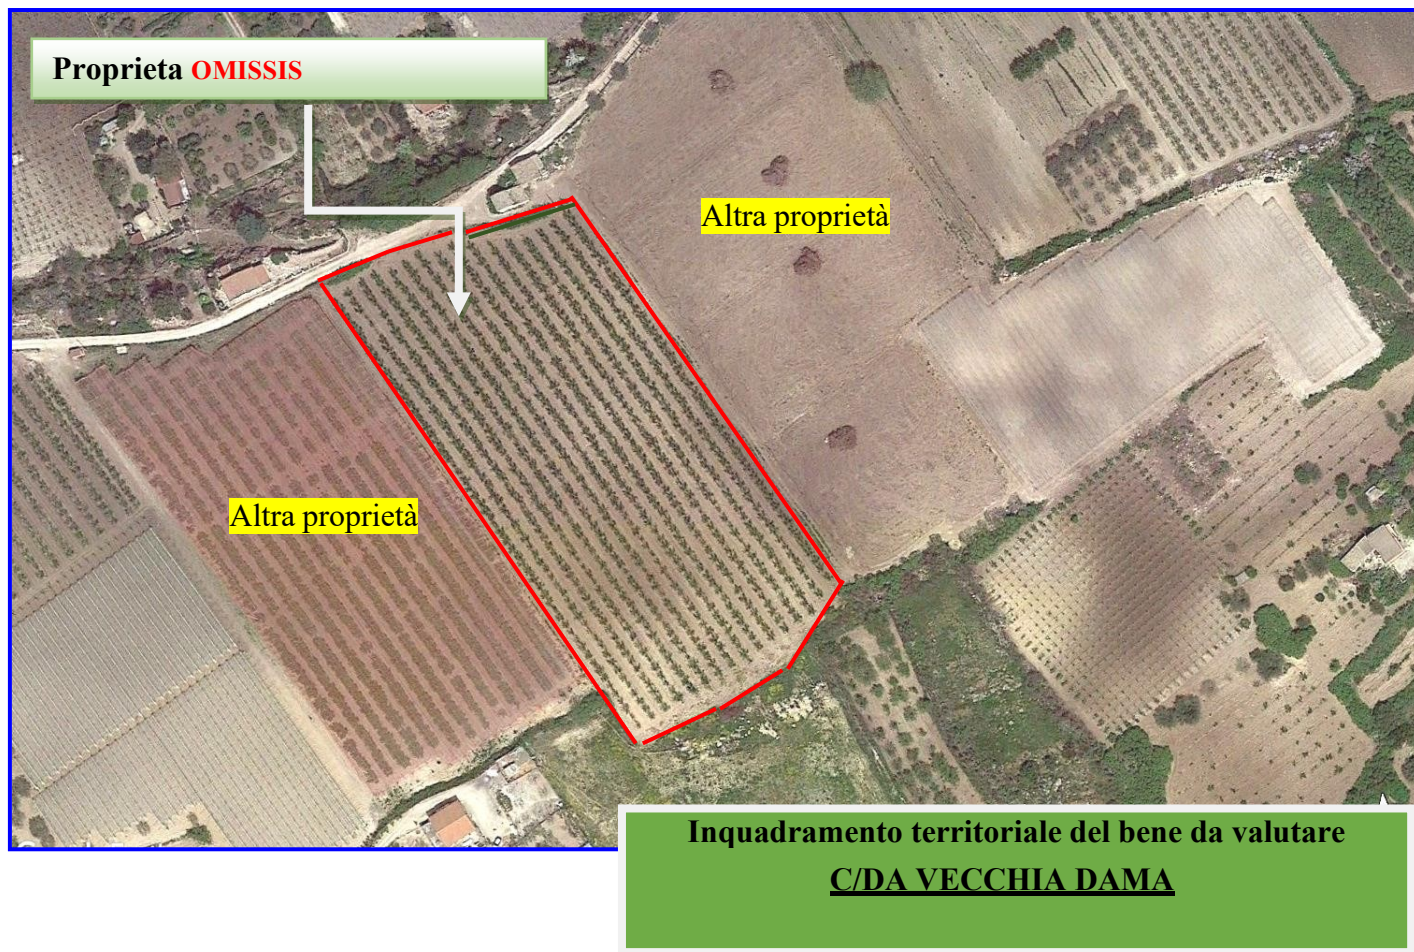 Proprieta OMISSIS
Altra proprietà
Altra proprietà
Inquadramento territoriale del bene da valutare
C/DA VECCHIA DAMA